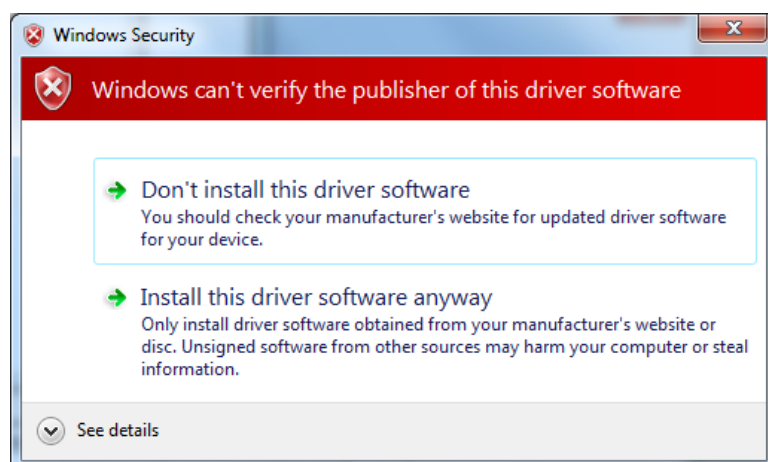 Windows Security
Windows can't verify the publisher of this driver software
Don't install this driver software
You should check your manufacturer's website for updated driver software
for your device.
Install this driver software anyway
Only install driver software obtained from your manufacturer's website or
disc. Unsigned software from other sources may harm your computer or steal
information.
See details